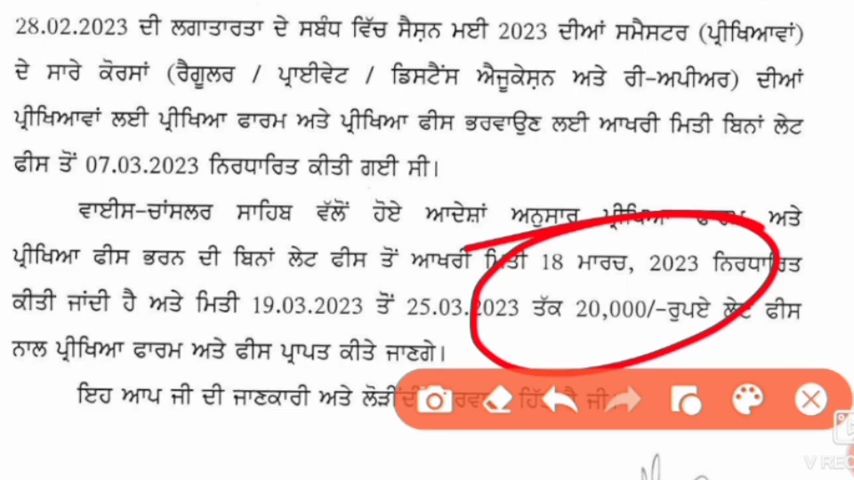 28.02.2023 ਦੀ ਲਗਾਤਾਰਤਾ ਦੇ ਸਬੰਧ ਵਿੱਚ ਸੈਸ਼ਨ ਮਈ 2023 ਦੀਆਂ ਸਮੈਸਟਰ (ਪ੍ਰੀਖਿਆਵਾਂ)
ਦੇ ਸਾਰੇ ਕੋਰਸਾਂ (ਰੈਗੂਲਰ / ਪ੍ਰਾਈਵੇਟ / ਡਿਸਟੈਂਸ ਐਜੂਕੇਸ਼ਨ ਅਤੇ ਰੀ-ਅਪੀਅਰ) ਦੀਆਂ
ਪ੍ਰੀਖਿਆਵਾਂ ਲਈ ਪ੍ਰੀਖਿਆ ਫਾਰਮ ਅਤੇ ਪ੍ਰੀਖਿਆ ਫੀਸ ਭਰਵਾਉਣ ਲਈ ਆਖਰੀ ਮਿਤੀ ਬਿਨਾਂ ਲੇਟ
ਫੀਸ ਤੋਂ 07.03.2023 ਨਿਰਧਾਰਿਤ ਕੀਤੀ ਗਈ ਸੀ।
ਵਾਈਸ-ਚਾਂਸਲਰ ਸਾਹਿਬ ਵੱਲੋਂ ਹੋਏ ਆਦੇਸ਼ਾਂ ਅਨੁਸਾਰ ਪ੍ਰੀਖਿਆ ਫਾਰਮ ਅਤੇ
ਪ੍ਰੀਖਿਆ ਫੀਸ ਭਰਨ ਦੀ ਬਿਨਾਂ ਲੇਟ ਫੀਸ ਤੋਂ ਆਖਰੀ ਮਿਤੀ 18 ਮਾਰਚ, 2023 ਨਿਰਧਾਰਿਤ
ਕੀਤੀ ਜਾਂਦੀ ਹੈ ਅਤੇ ਮਿਤੀ 19.03.2023 ਤੋਂ 25.03.2023 ਤੱਕ 20,000/-ਰੁਪਏ ਲੇਟ ਫੀਸ
ਨਾਲ ਪ੍ਰੀਖਿਆ ਫਾਰਮ ਅਤੇ ਫੀਸ ਪ੍ਰਾਪਤ ਕੀਤੇ ਜਾਣਗੇ।
ਇਹ ਆਪ ਜੀ ਦੀ ਜਾਣਕਾਰੀ ਅਤੇ ਜੀ।